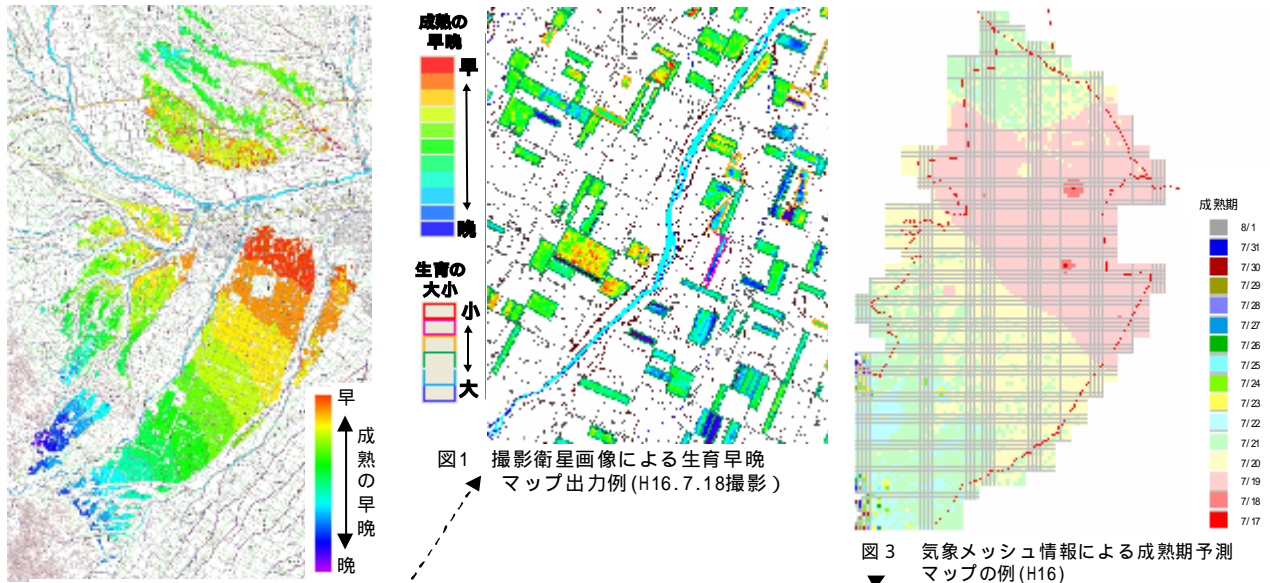 早
成熟の早晩
晩
成熟の
早晩
早
晩
生育の
大小
小
大
図1 撮影衛星画像による生育早晩
マップ出力例(H16.7.18撮影)
成熟期
8/1
7/31
7/30
7/29
7/28
7/27
7/26
7/25
7/24
7/23
7/22
7/21
7/20
7/19
7/18
7/17
図3 気象メッシュ情報による成熟期予測
マップの例(H16)